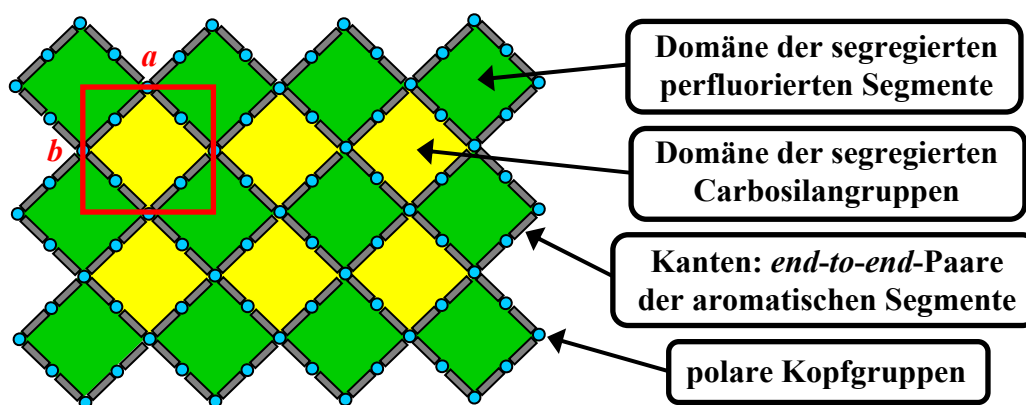 a
b
Domäne der segregierten
perfluorierten Segmente
Domäne der segregierten
Carbosilangruppen
Kanten: end-to-end-Paare
der aromatischen Segmente
polare Kopfgruppen